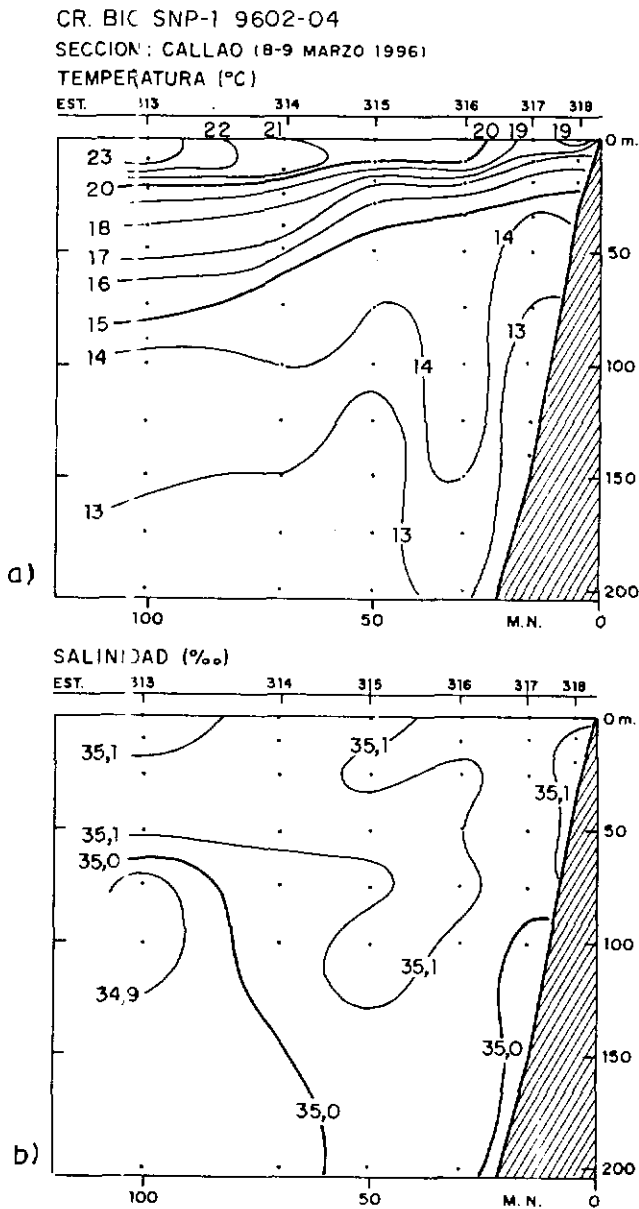 CR. BIC SNP-1 9602-04
SECCION: CALLAO (8-9 MARZO 1996)
TEMPERATURA (°C)
EST. 313 314 315 316 317 318
22 21 20 19 19 0 m.
23
20
18
17
16
15
14
13
14
14
13
13
50
100
150
200
a)
100 50 M.N. 0
SALINIDAD (‰)
EST. 313 314 315 316 317 318
0 m.
35,1
35,1
35,1
35,1
35,0
35,1
34,9
35,0
35,0
50
100
150
200
b)
100 50 M.N. 0